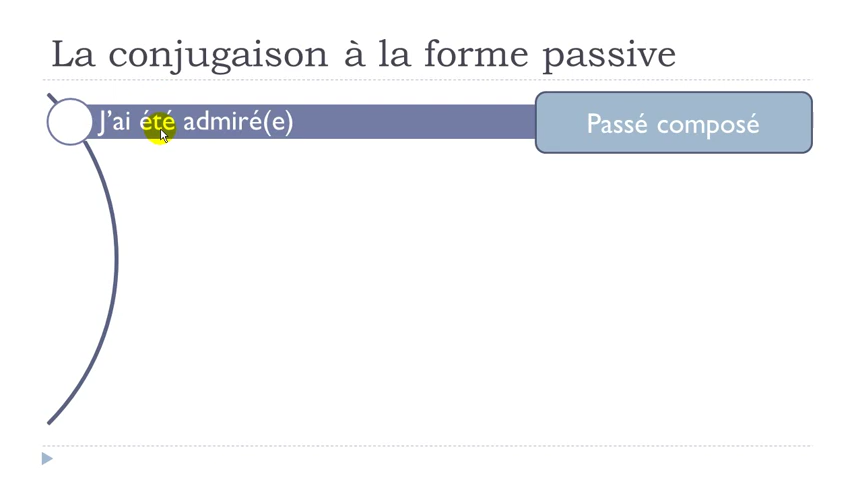 La conjugaison à la forme passive
J'ai été admiré(e)
Passé composé